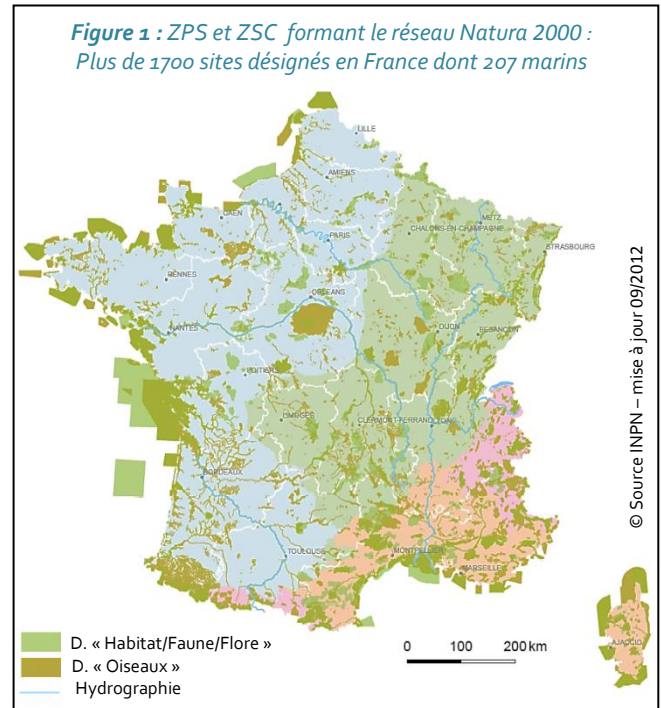 Figure 1 : ZPS et ZSC formant le réseau Natura 2000 :
Plus de 1700 sites désignés en France dont 207 marins
LILLE
AMIENS
CAEN
METZ
CHALONS-EN-CHAMPAGNE
PARIS
STRASBOURG
RENNES
ORLEANS
DIJON
BESANCON
NANTES
POITIERS
LIMOGES
CLERMONT-FERRAND
LYON
BORDEAUX
TOULOUSE
MONTPELLIER
MARSEILLE
AJACCIO
© Source INPN – mise à jour 09/2012
D. « Habitat/Faune/Flore »
D. « Oiseaux »
Hydrographie
0 100 200 km